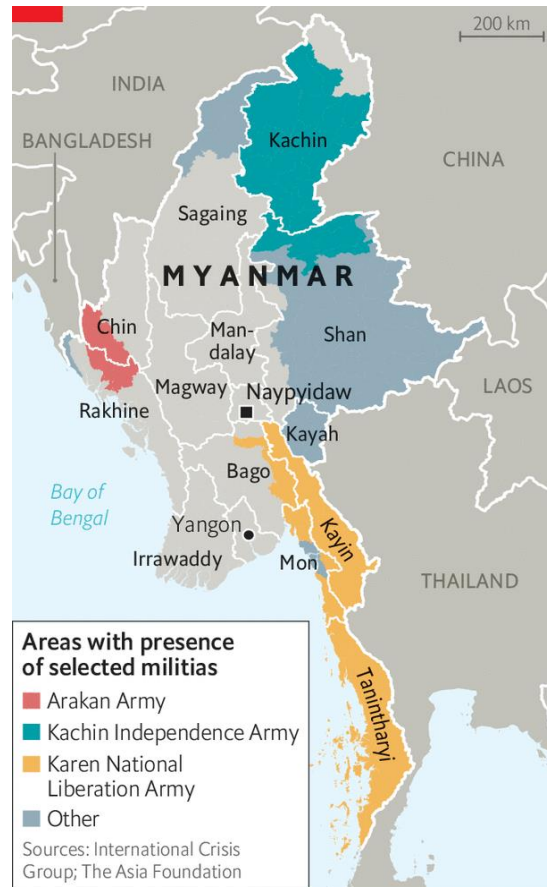 200 km
INDIA
BANGLADESH
Kachin
CHINA
Sagaing
MYANMAR
Chin
Man-
dalay
Shan
Magway
Naypyidaw
LAOS
Rakhine
Kayah
Bay of
Bengal
Bago
Yangon
Kayin
Irrawaddy
Mon
THAILAND
Tanintharyi
Areas with presence
of selected militias
Arakan Army
Kachin Independence Army
Karen National
Liberation Army
Other
Sources: International Crisis
Group; The Asia Foundation